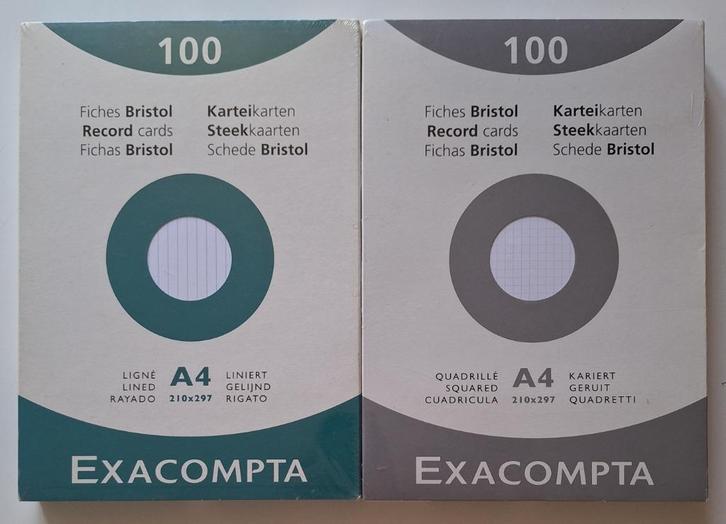 100
Fiches Bristol Karteikarten
Record cards Steekkaarten
Fichas Bristol Schede Bristol
LIGNÉ A4 LINIERT
LINED GELIJND
RAYADO 210x297 RIGATO
EXACOMPTA
100
Fiches Bristol Karteikarten
Record cards Steekkaarten
Fichas Bristol Schede Bristol
QUADRILLÉ A4 KARIERT
SQUARED GERUIT
CUADRICULA 210x297 QUADRETTI
EXACOMPTA